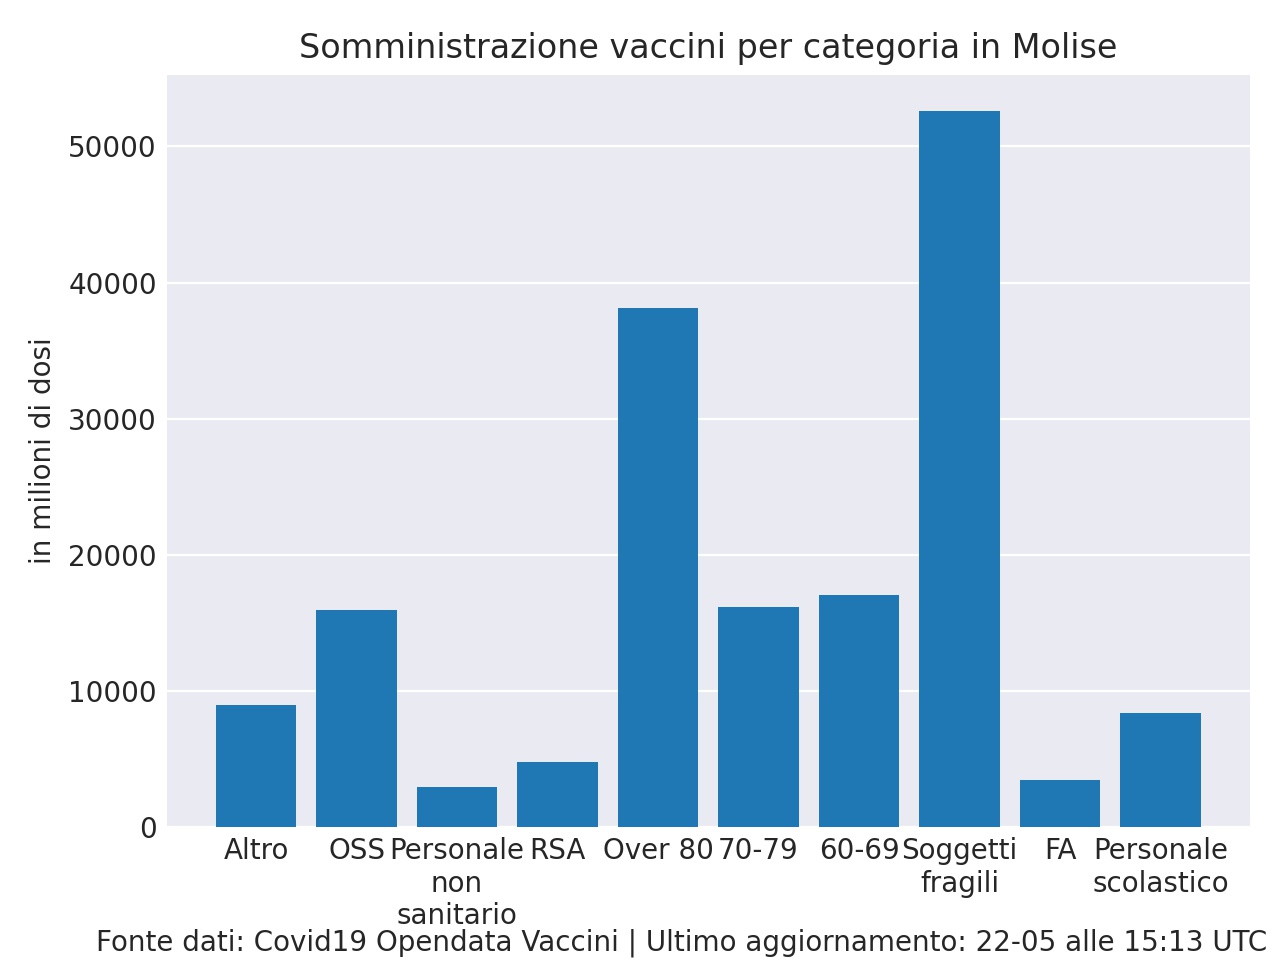 Somministrazione vaccini per categoria in Molise
in milioni di dosi
50000
40000
30000
20000
10000
0
Altro
OSS
Personale
non
sanitario
RSA
Over 80
70-79
60-69
Soggetti
fragili
FA
Personale
scolastico
Fonte dati: Covid19 Opendata Vaccini | Ultimo aggiornamento: 22-05 alle 15:13 UTC